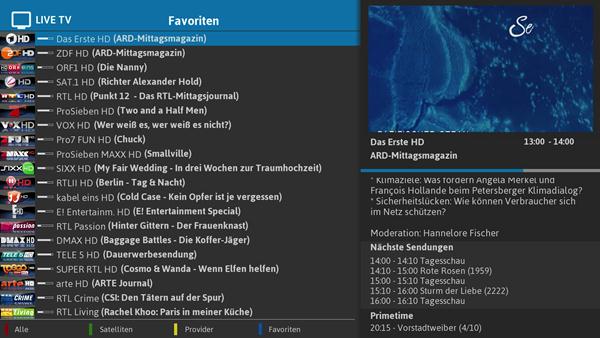 LIVE TV
Favoriten
Das Erste HD (ARD-Mittagsmagazin)
ZDF HD (ARD-Mittagsmagazin)
ORF1 HD (Die Nanny)
SAT.1 HD (Richter Alexander Hold)
RTL HD (Punkt 12 - Das RTL-Mittagsjournal)
ProSieben HD (Two and a Half Men)
VOX HD (Wer weiß es, wer weiß es nicht?)
Pro7 FUN HD (Chuck)
ProSieben MAXX HD (Smallville)
SIXX HD (My Fair Wedding - In drei Wochen zur Traumhochzeit)
RTLII HD (Berlin - Tag & Nacht)
kabel eins HD (Cold Case - Kein Opfer ist je vergessen)
E! Entertainm. HD (E! Entertainment Special)
RTL Passion (Hinter Gittern - Der Frauenknast)
DMAX HD (Baggage Battles - Die Koffer-Jäger)
TELE 5 HD (Dauerwerbesendung)
SUPER RTL HD (Cosmo & Wanda - Wenn Elfen helfen)
arte HD (ARTE Journal)
RTL Crime (CSI: Den Tätern auf der Spur)
RTL Living (Rachel Khoo: Paris in meiner Küche)
Alle
Satelliten
Provider
Favoriten
Se
Das Erste HD
13:00 - 14:00
ARD-Mittagsmagazin
* Klimaziele: Was fordern Angela Merkel und
François Hollande beim Petersberger Klimadialog?
* Sicherheitslücken: Wie können Verbraucher sich
im Netz schützen?
Moderation: Hannelore Fischer
Nächste Sendungen
14:00 - 14:10 Tagesschau
14:10 - 15:00 Rote Rosen (1959)
15:00 - 15:10 Tagesschau
15:10 - 16:00 Sturm der Liebe (2222)
16:00 - 16:10 Tagesschau
Primetime
20:15 - Vorstadtweiber (4/10)